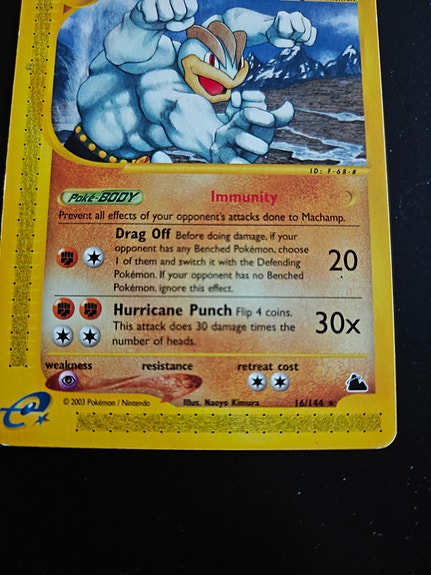 ID: F-68-#
Poké-BODY Immunity
Prevent all effects of your opponent's attacks done to Machamp.
Drag Off Before doing damage, if your
opponent has any Benched Pokémon, choose
1 of them and switch it with the Defending
Pokémon. If your opponent has no Benched
Pokémon, ignore this effect.
20
Hurricane Punch Flip 4 coins.
This attack does 30 damage times the
number of heads.
30x
weakness resistance retreat cost
© 2003 Pokémon / Nintendo Illus. Naoyo Kimura 16/144 ★
e